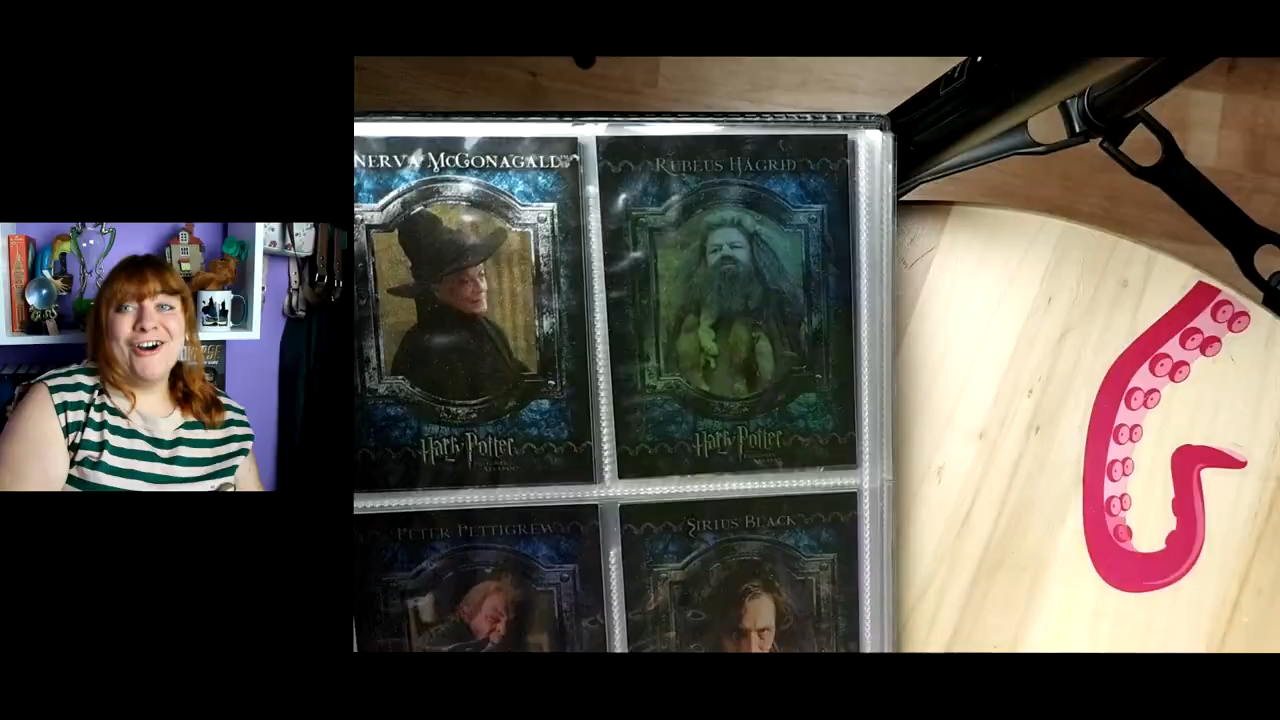 NERVA MCGONAGALL
RUBEUS HAGRID
Harry Potter
Harry Potter
PETER PETTIGREW
SIRIUS BLACK